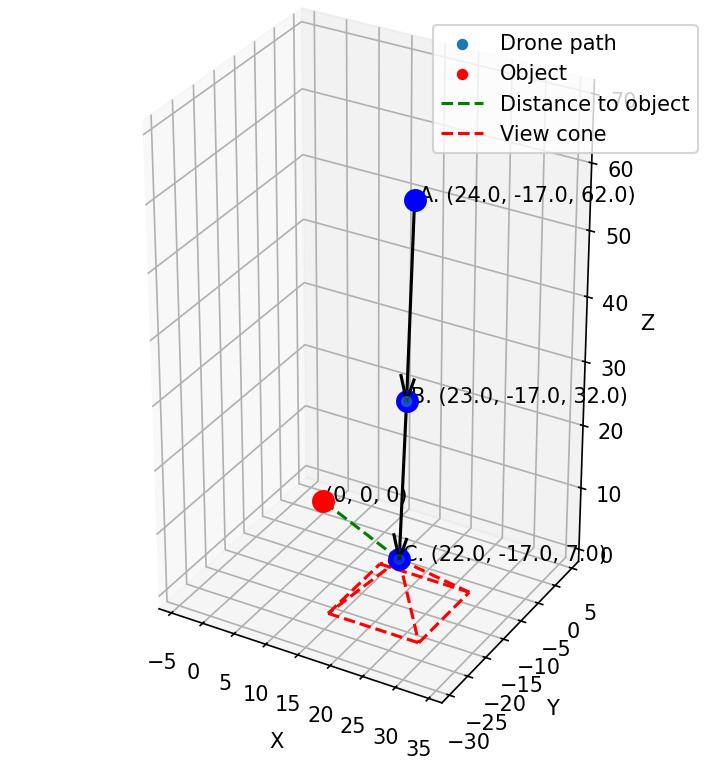 Drone path
Object
Distance to object
View cone
A. (24.0, -17.0, 62.0)
B. (23.0, -17.0, 32.0)
(0, 0, 0)
C. (22.0, -17.0, 7.0)
70
60
50
40
30
20
10
0
Z
−5
0
5
10
15
20
25
30
35
X
5
0
−5
−10
−15
−20
−25
−30
Y